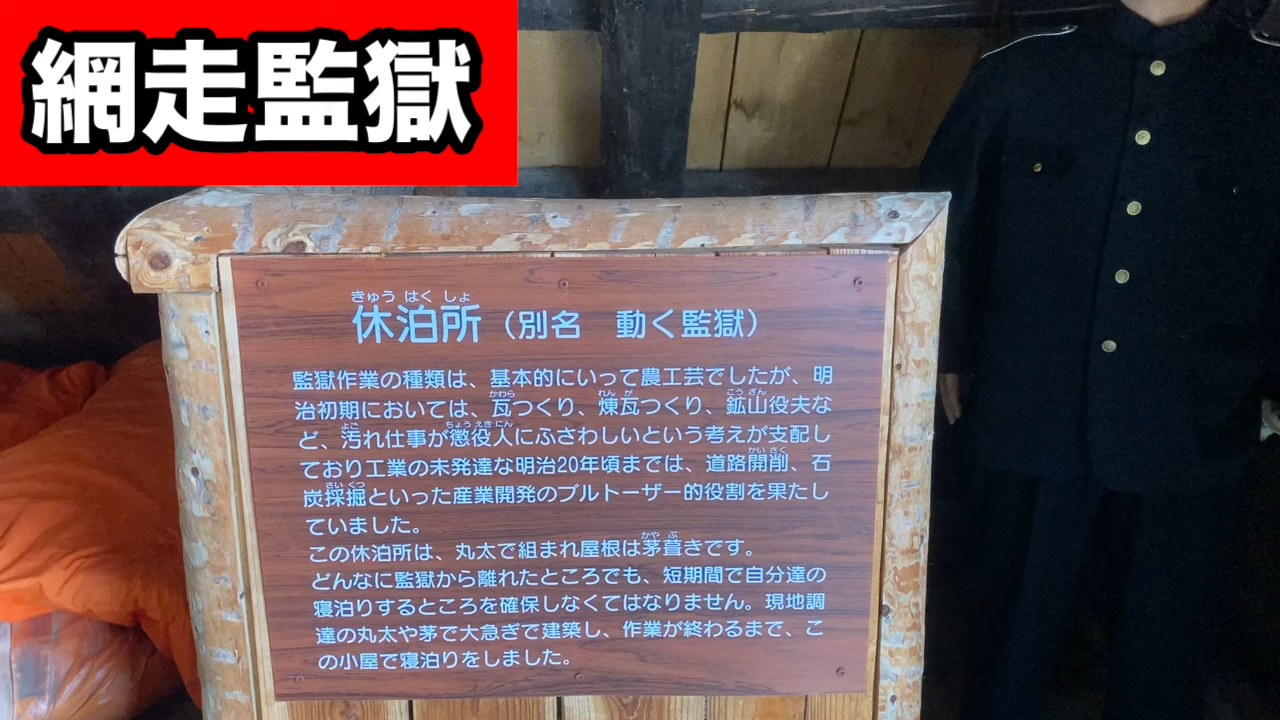 網走監獄
きゅう はく しょ
休泊所（別名　動く監獄）
監獄作業の種類は、基本的にいって農工芸でしたが、明
かわら れん が こう ざん
治初期においては、瓦つくり、煉瓦つくり、鉱山役夫な
よご ちょう えき にん
ど、汚れ仕事が懲役人にふさわしいという考えが支配し
かい さく
ており工業の未発達な明治20年頃までは、道路開削、石
さい くつ
炭採掘といった産業開発のブルトーザー的役割を果たし
ていました。
かや ぶ
この休泊所は、丸太で組まれ屋根は茅葺きです。
どんなに監獄から離れたところでも、短期間で自分達の
寝泊りするところを確保しなくてはなりません。現地調
達の丸太や茅で大急ぎで建築し、作業が終わるまで、こ
の小屋で寝泊りをしました。